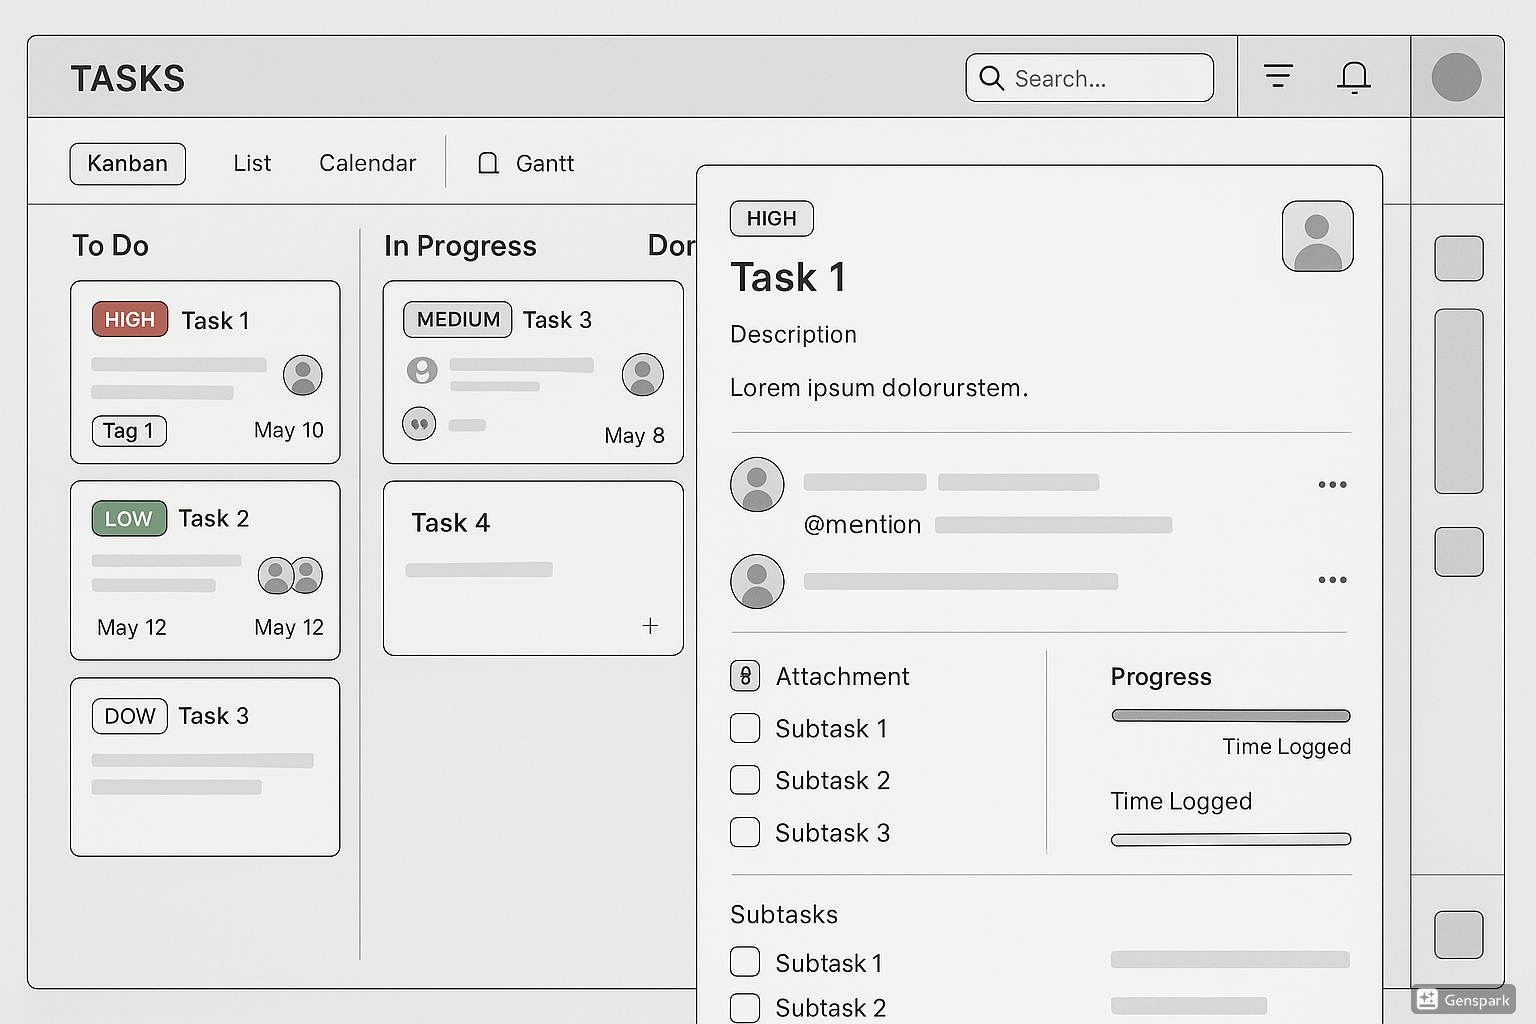 TASKS
Search...
Kanban
List
Calendar
Gantt
To Do
HIGH Task 1
Tag 1
May 10
LOW Task 2
May 12
May 12
DOW Task 3
In Progress
MEDIUM Task 3
May 8
Task 4
+
Dor
HIGH
Task 1
Description
Lorem ipsum dolorurstem.
@mention
Attachment
Subtask 1
Subtask 2
Subtask 3
Progress
Time Logged
Time Logged
Subtasks
Subtask 1
Subtask 2
Genspark